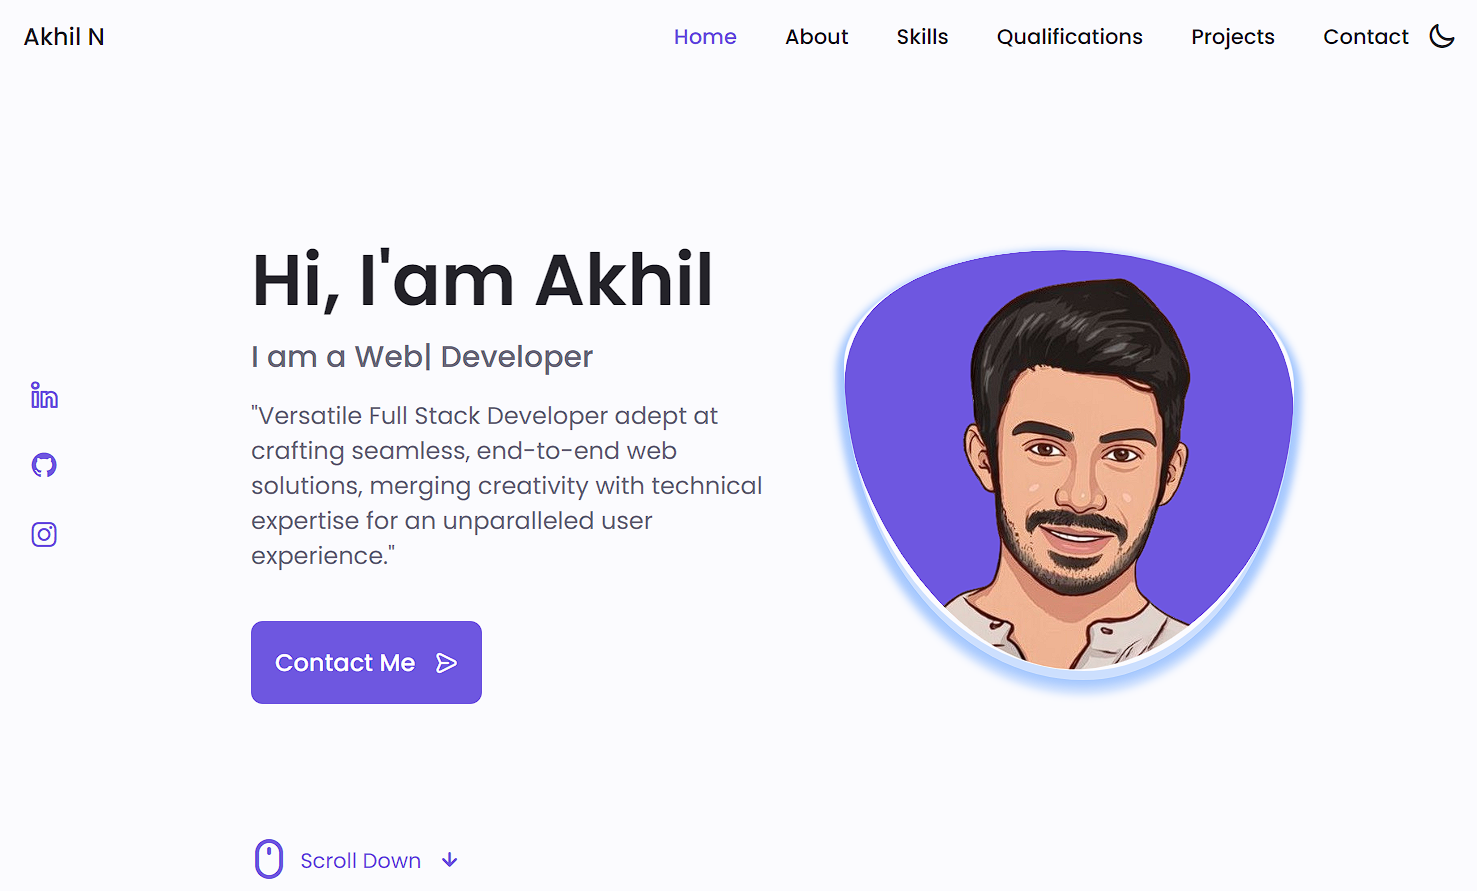 Akhil N
Home About Skills Qualifications Projects Contact
Hi, I'am Akhil
I am a Web| Developer
"Versatile Full Stack Developer adept at
crafting seamless, end-to-end web
solutions, merging creativity with technical
expertise for an unparalleled user
experience."
Contact Me
Scroll Down